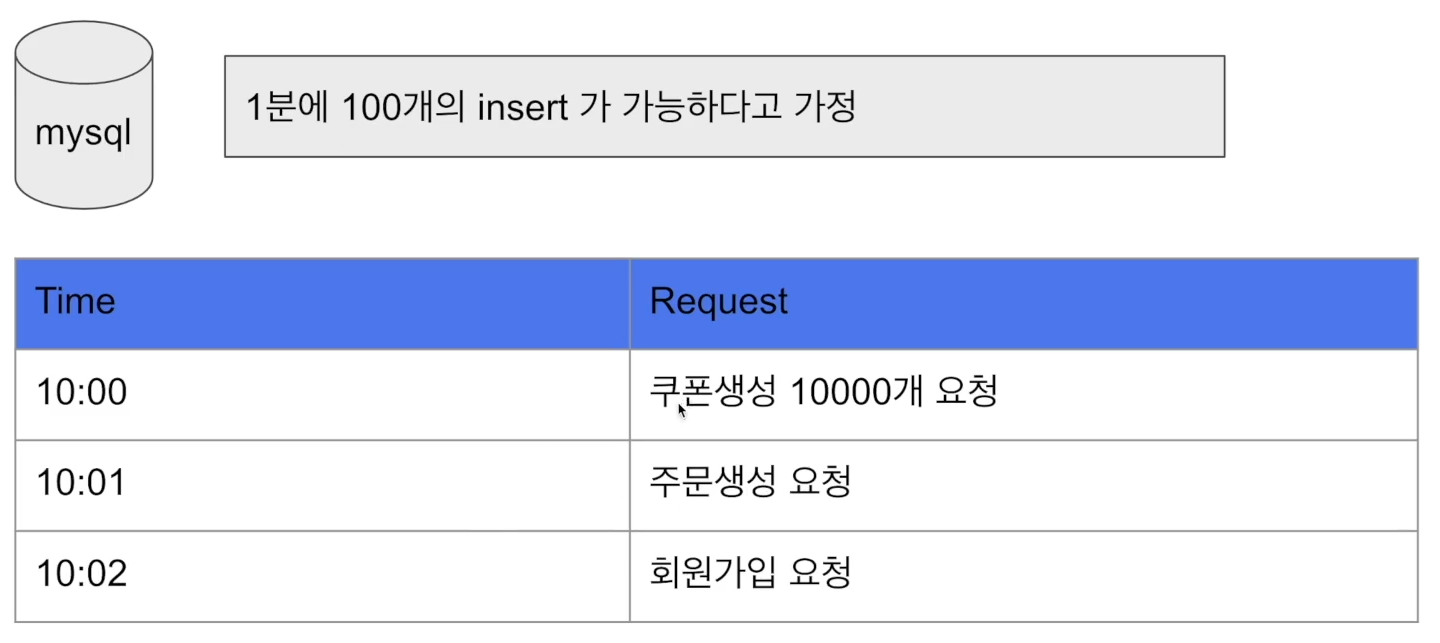 mysql
1분에 100개의 insert 가 가능하다고 가정
Time Request
10:00 쿠폰생성 10000개 요청
10:01 주문생성 요청
10:02 회원가입 요청